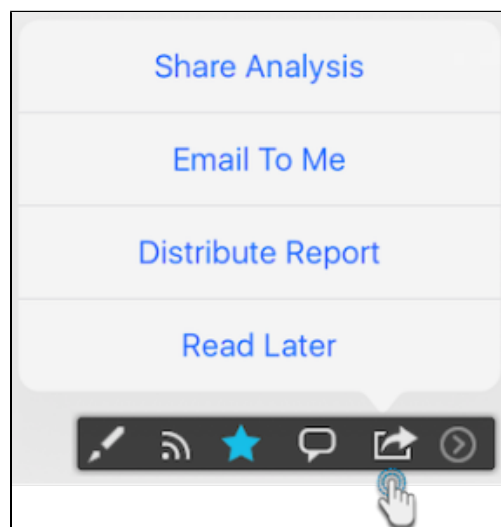 Share Analysis
Email To Me
Distribute Report
Read Later